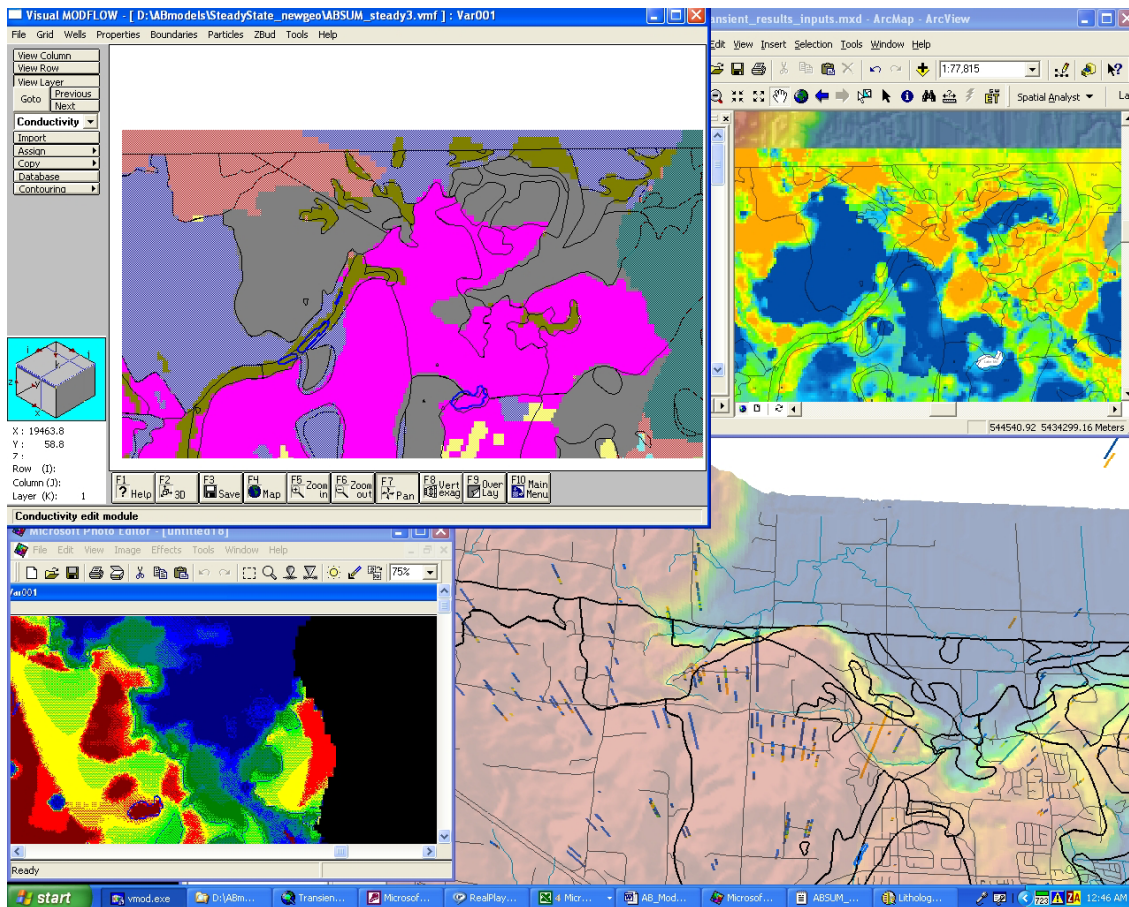 Visual MODFLOW - [ D:\ABmodels\SteadyState_newgeo\ABSUM_steady3.vmf ] : Var001
File Grid Wells Properties Boundaries Particles ZBud Tools Help
View Column
View Row
View Layer
Goto Previous
Next
Conductivity
Import
Assign
Copy
Database
Contouring
X : 19463.8
Y : 58.8
Z :
Row (I):
Column (J):
Layer (K): 1
F1 ? Help
F2 3D
F3 Save
F4 Map
F5 Zoom in
F6 Zoom out
F7 Pan
F8 Vert exag
F9 Over Lay
F10 Main Menu
Conductivity edit module
ansient_results_inputs.mxd - ArcMap - ArcView
Edit View Insert Selection Tools Window Help
1:77,815
Spatial Analyst
La
544540.92 5434299.16 Meters
Microsoft Photo Editor - [Untitled18]
File Edit View Image Effects Tools Window Help
75%
Var001
Ready
start
vmod.exe
D:\ABm...
Transien...
Microsof...
RealPlay...
4 Micr...
AB_Mod...
Microsof...
ABSUM_...
Litholog...
723
12:46 AM